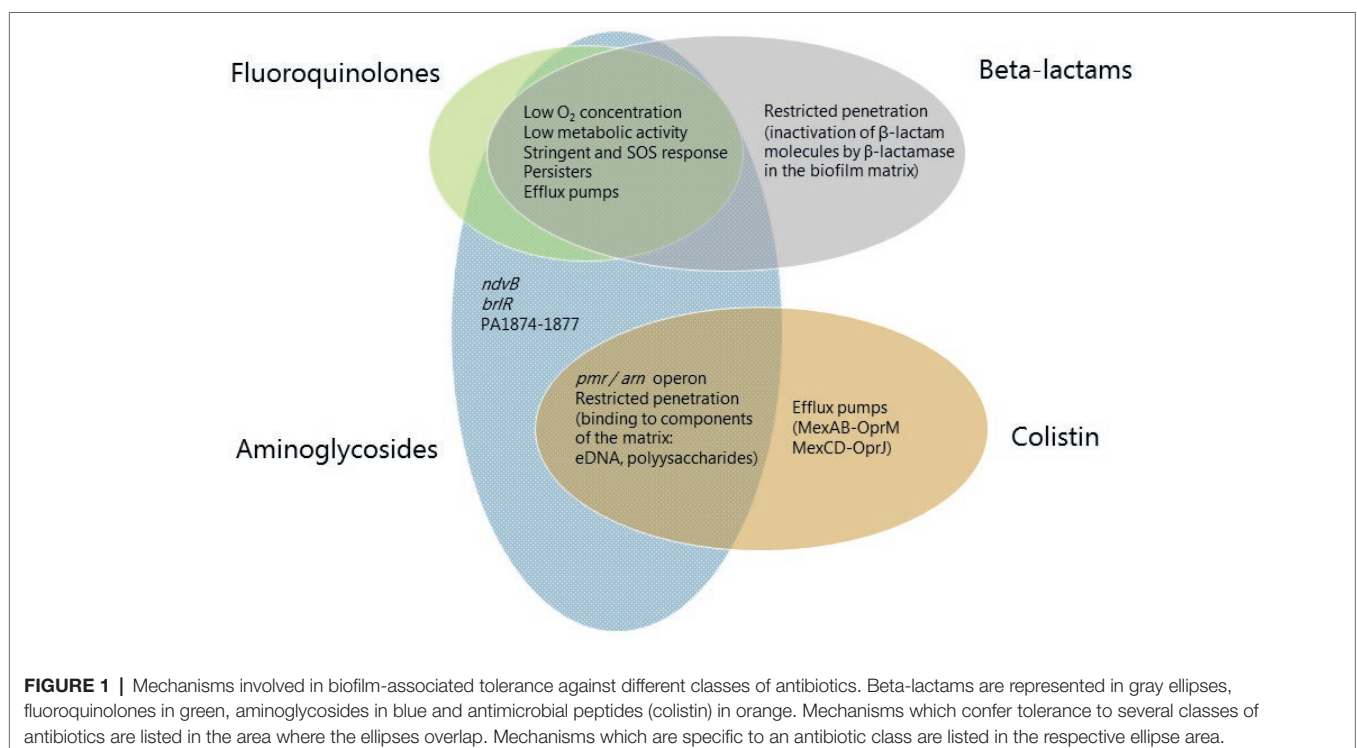 Fluoroquinolones
Beta-lactams
Low O₂ concentration
Low metabolic activity
Stringent and SOS response
Persisters
Efflux pumps
Restricted penetration
(inactivation of β-lactam
molecules by β-lactamase
in the biofilm matrix)
ndvB
brlR
PA1874-1877
pmr / arn operon
Restricted penetration
(binding to components
of the matrix:
eDNA, polyysaccharides)
Efflux pumps
(MexAB-OprM
MexCD-OprJ)
Aminoglycosides
Colistin
FIGURE 1 | Mechanisms involved in biofilm-associated tolerance against different classes of antibiotics. Beta-lactams are represented in gray ellipses,
fluoroquinolones in green, aminoglycosides in blue and antimicrobial peptides (colistin) in orange. Mechanisms which confer tolerance to several classes of
antibiotics are listed in the area where the ellipses overlap. Mechanisms which are specific to an antibiotic class are listed in the respective ellipse area.